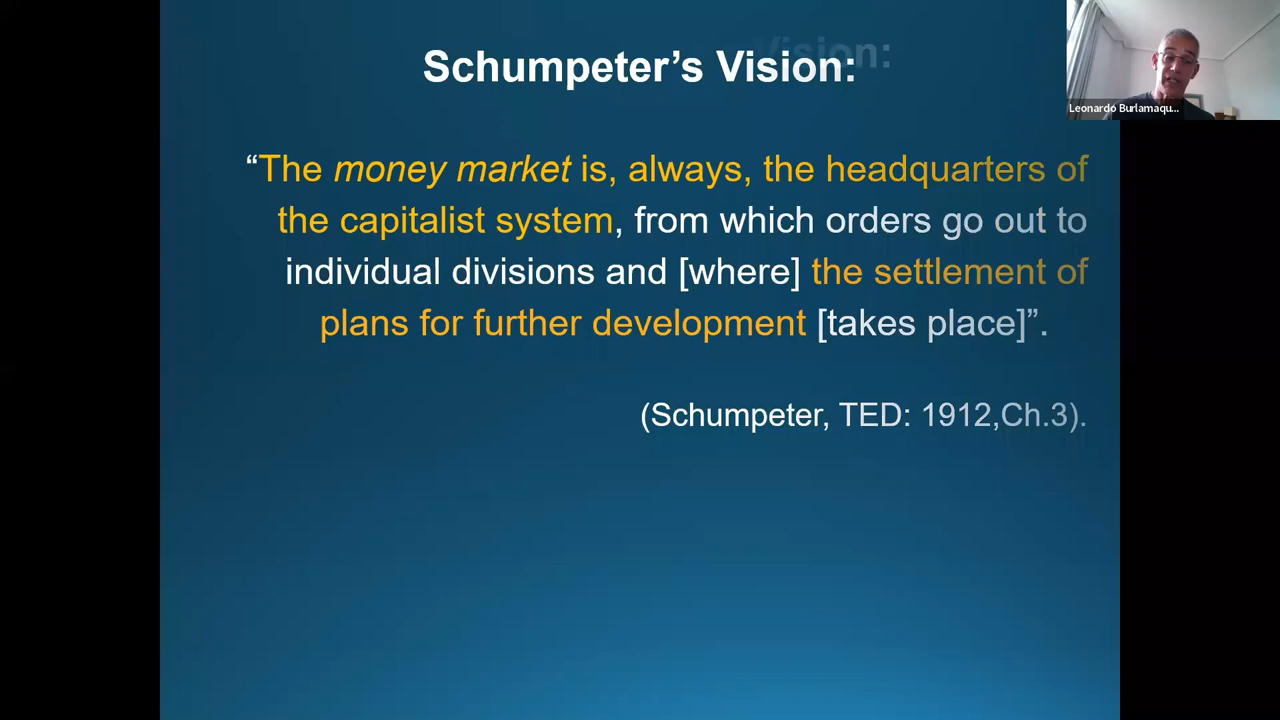 Schumpeter’s Vision:
Vision:
Leonardo Burlamaqu...
“The money market is, always, the headquarters of
the capitalist system, from which orders go out to
individual divisions and [where] the settlement of
plans for further development [takes place]”.
(Schumpeter, TED: 1912,Ch.3).